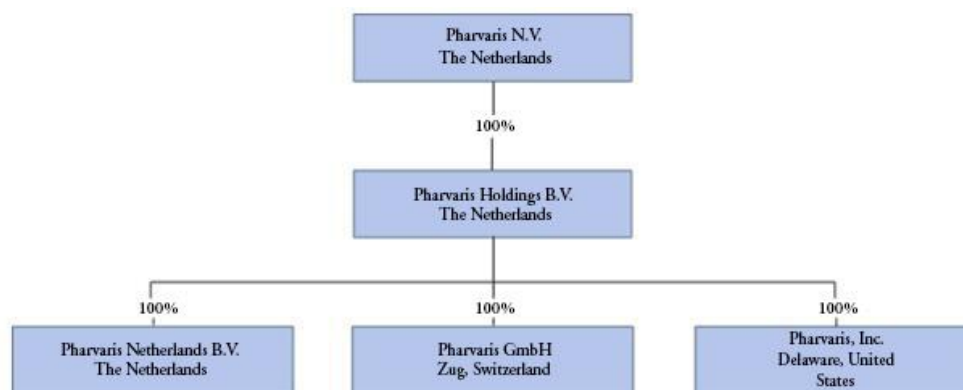 Pharvaris N.V.
The Netherlands
100%
Pharvaris Holdings B.V.
The Netherlands
100%
100%
100%
Pharvaris Netherlands B.V.
The Netherlands
Pharvaris GmbH
Zug, Switzerland
Pharvaris, Inc.
Delaware, United
States